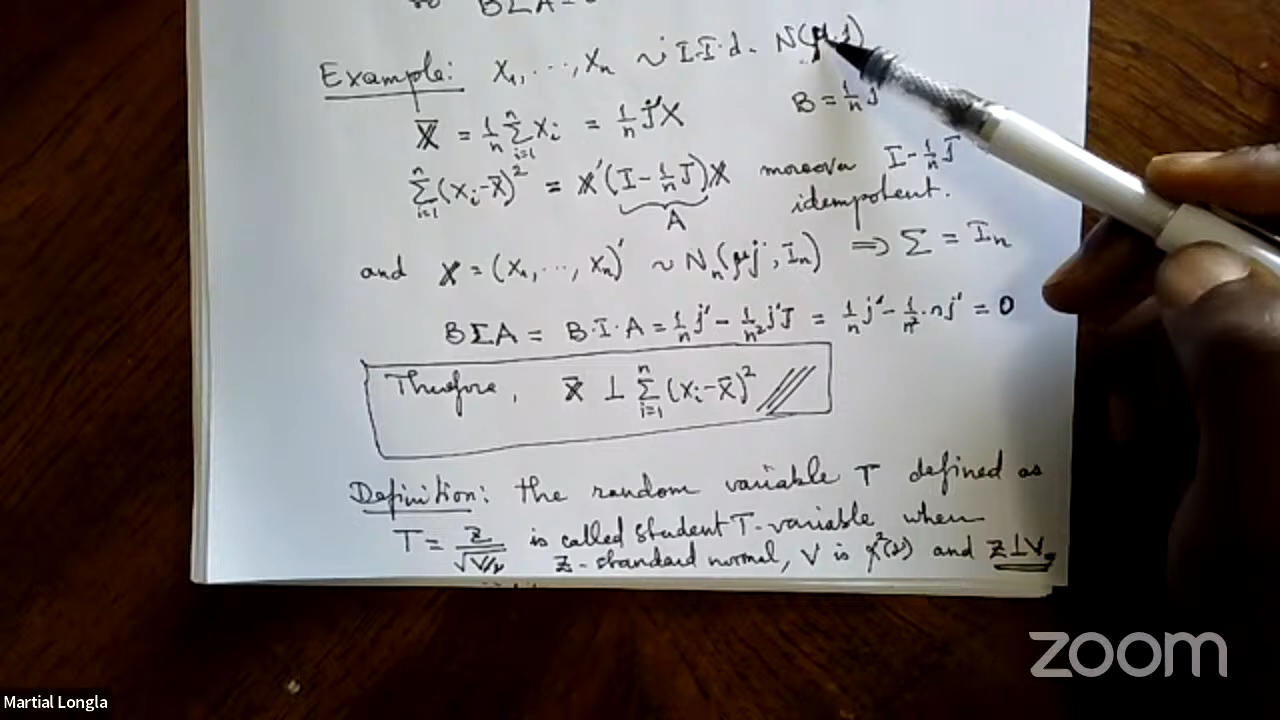 BΣA =
Example: X₁, ..., Xₙ ~ I.I.d. N(μ, 1)
X̄ = 1/n Σᵢ₌₁ⁿ Xᵢ = 1/n j'X B = 1/n j'
Σᵢ₌₁ⁿ (Xᵢ - X̄)² = X'(I - 1/n J)X moreover I - 1/n J
A idempotent.
and X = (X₁, ..., Xₙ)' ~ Nₙ(μj, Iₙ) ⇒ Σ = Iₙ
BΣA = B·I·A = 1/n j' - 1/n² j'J = 1/n j' - 1/n² · nj' = 0
Therefore, X̄ ⊥ Σᵢ₌₁ⁿ (Xᵢ - X̄)²
Definition: the random variable T defined as
T = Z/√(V/ν) is called student T-variable when
Z - standard normal, V is χ²(ν) and Z⊥V.
zoom
Martial Longla